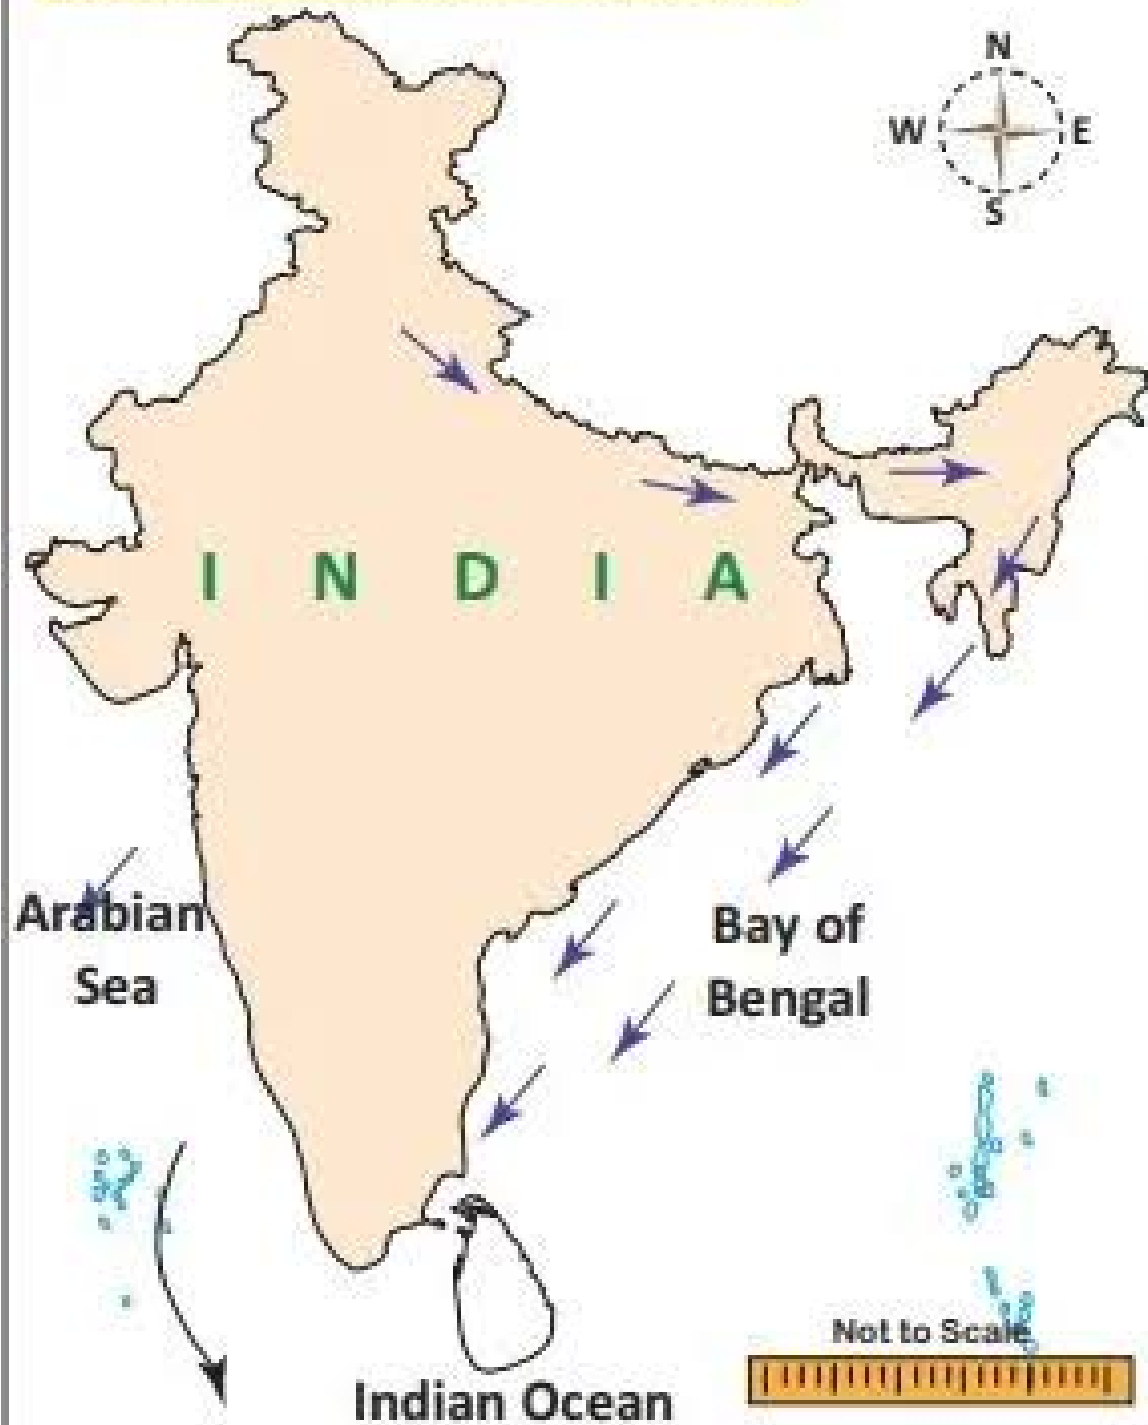 N
W E
S
I N D I A
Arabian
Sea
Bay of
Bengal
Not to Scale
Indian Ocean